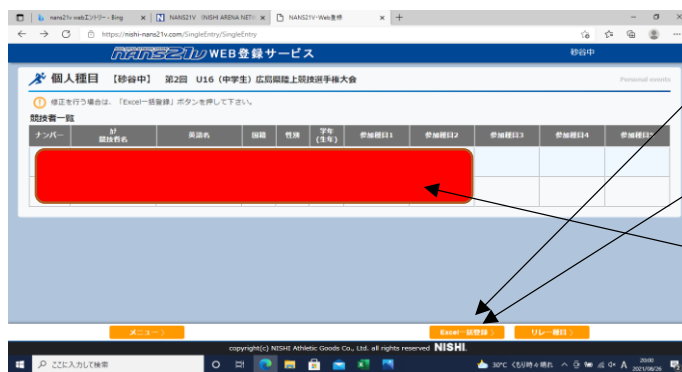 nans21v webエントリー - Bing
NANS21V（NISHI ARENA NET）
NANS21V-Web登録
https://nishi-nans21v.com/SingleEntry/SingleEntry
NANS21V WEB登録サービス
砂谷中
個人種目 【砂谷中】 第2回 U16（中学生）広島県陸上競技選手権大会
Personal events
修正を行う場合は、「Excel一括登録」ボタンを押して下さい。
競技者一覧
ナンバー
競技者名
英語名
国籍
性別
学年
(生年)
参加種目1
参加種目2
参加種目3
参加種目4
参加種目5
メニュー
Excel一括登録
リレー種目
copyright(c) NISHI Athletic Goods Co., Ltd. all rights reserved NISHI.
ここに入力して検索
30°C くもり時々晴れ
A
20:00
2021/08/26